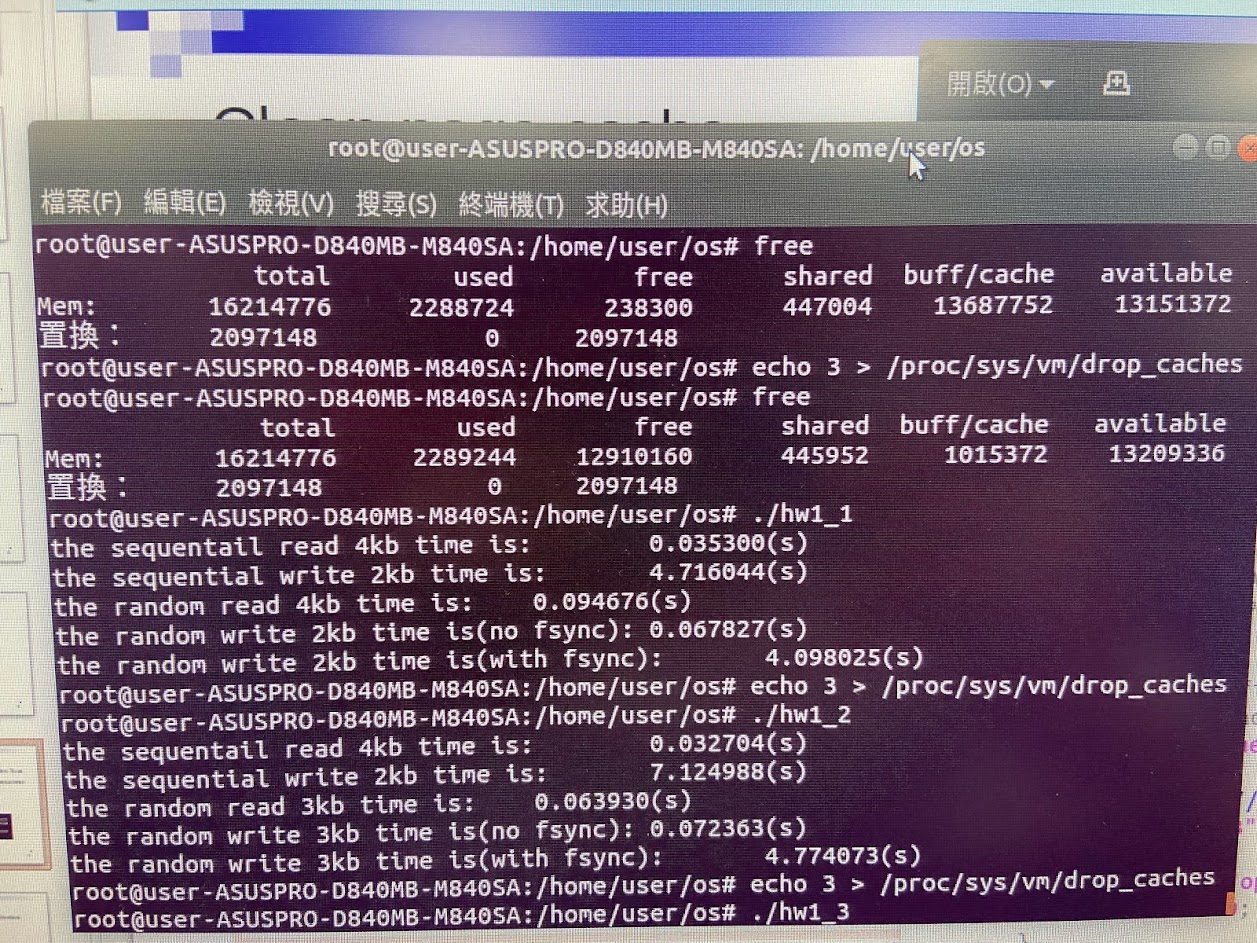 Clean page cache
開啟(O)
root@user-ASUSPRO-D840MB-M840SA: /home/user/os
檔案(F) 編輯(E) 檢視(V) 搜尋(S) 終端機(T) 求助(H)
root@user-ASUSPRO-D840MB-M840SA:/home/user/os# free
total used free shared buff/cache available
Mem: 16214776 2288724 238300 447004 13687752 13151372
置換： 2097148 0 2097148
root@user-ASUSPRO-D840MB-M840SA:/home/user/os# echo 3 > /proc/sys/vm/drop_caches
root@user-ASUSPRO-D840MB-M840SA:/home/user/os# free
total used free shared buff/cache available
Mem: 16214776 2289244 12910160 445952 1015372 13209336
置換： 2097148 0 2097148
root@user-ASUSPRO-D840MB-M840SA:/home/user/os# ./hw1_1
the sequentail read 4kb time is: 0.035300(s)
the sequential write 2kb time is: 4.716044(s)
the random read 4kb time is: 0.094676(s)
the random write 2kb time is(no fsync): 0.067827(s)
the random write 2kb time is(with fsync): 4.098025(s)
root@user-ASUSPRO-D840MB-M840SA:/home/user/os# echo 3 > /proc/sys/vm/drop_caches
root@user-ASUSPRO-D840MB-M840SA:/home/user/os# ./hw1_2
the sequentail read 4kb time is: 0.032704(s)
the sequential write 2kb time is: 7.124988(s)
the random read 3kb time is: 0.063930(s)
the random write 3kb time is(no fsync): 0.072363(s)
the random write 3kb time is(with fsync): 4.774073(s)
root@user-ASUSPRO-D840MB-M840SA:/home/user/os# echo 3 > /proc/sys/vm/drop_caches
root@user-ASUSPRO-D840MB-M840SA:/home/user/os# ./hw1_3